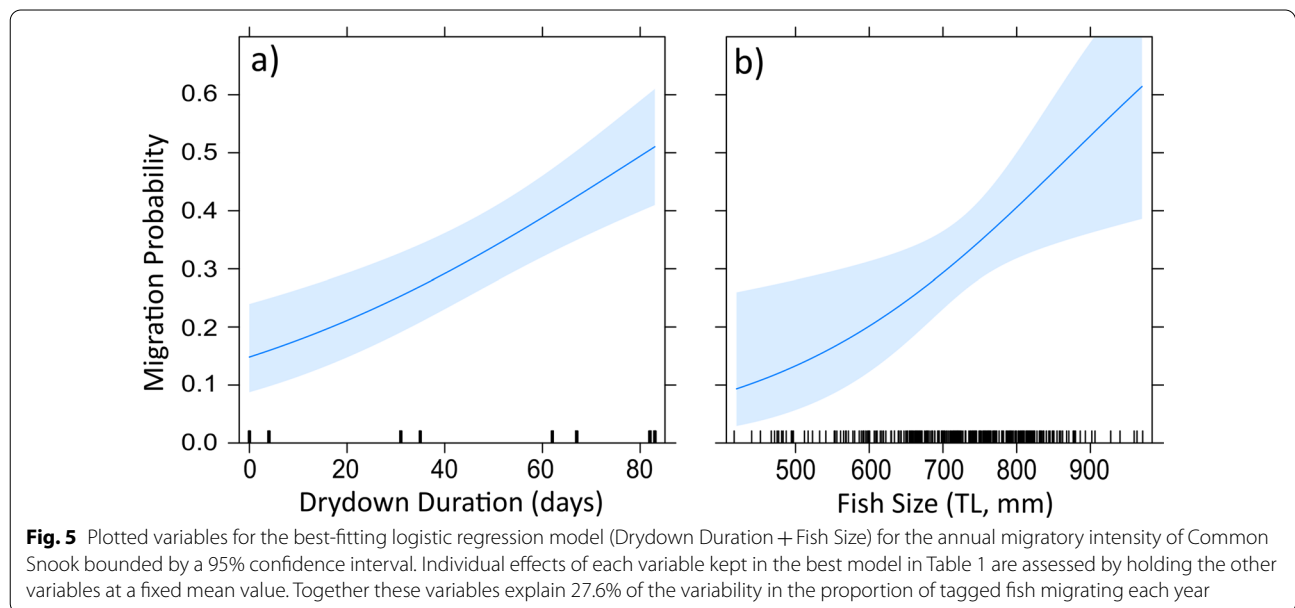 a)
b)
Migration Probability
0.6
0.5
0.4
0.3
0.2
0.1
0.0
0 20 40 60 80
Drydown Duration (days)
500 600 700 800 900
Fish Size (TL, mm)
Fig. 5 Plotted variables for the best-fitting logistic regression model (Drydown Duration + Fish Size) for the annual migratory intensity of Common
Snook bounded by a 95% confidence interval. Individual effects of each variable kept in the best model in Table 1 are assessed by holding the other
variables at a fixed mean value. Together these variables explain 27.6% of the variability in the proportion of tagged fish migrating each year